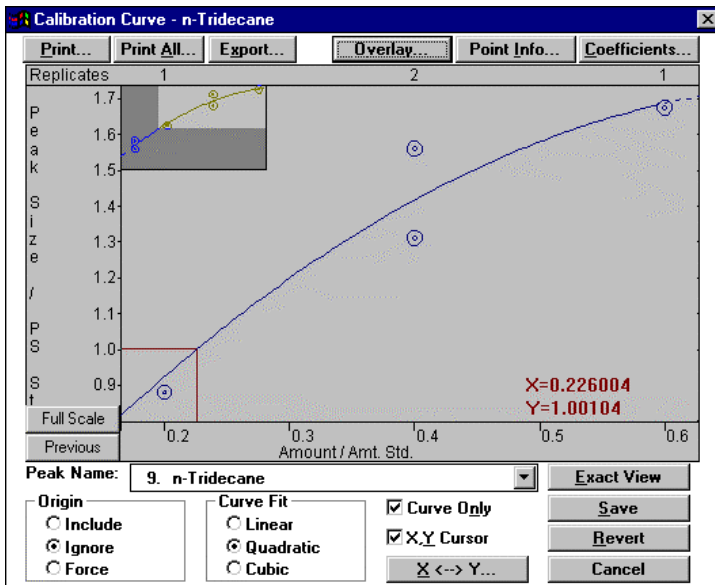 Calibration Curve - n-Tridecane
Print... Print All... Export... Overlay... Point Info... Coefficients...
Replicates 1 2 1
Peak Size / PS St
1.7
1.6
1.5
1.4
1.3
1.2
1.1
1.0
0.9
X=0.226004
Y=1.00104
Full Scale
Previous
0.2 0.3 0.4 0.5 0.6
Amount / Amt. Std.
Peak Name: 9. n-Tridecane
Exact View
Origin
Include
Ignore
Force
Curve Fit
Linear
Quadratic
Cubic
Curve Only
X,Y Cursor
X <--> Y...
Save
Revert
Cancel